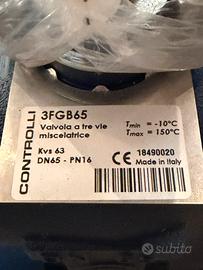 CONTROLLI
3FGB65
Valvola a tre vie
miscelatrice
Tmin = -10°C
Tmax = 150°C
Kvs 63
DN65 - PN16
CE 18490020
Made in Italy
subito